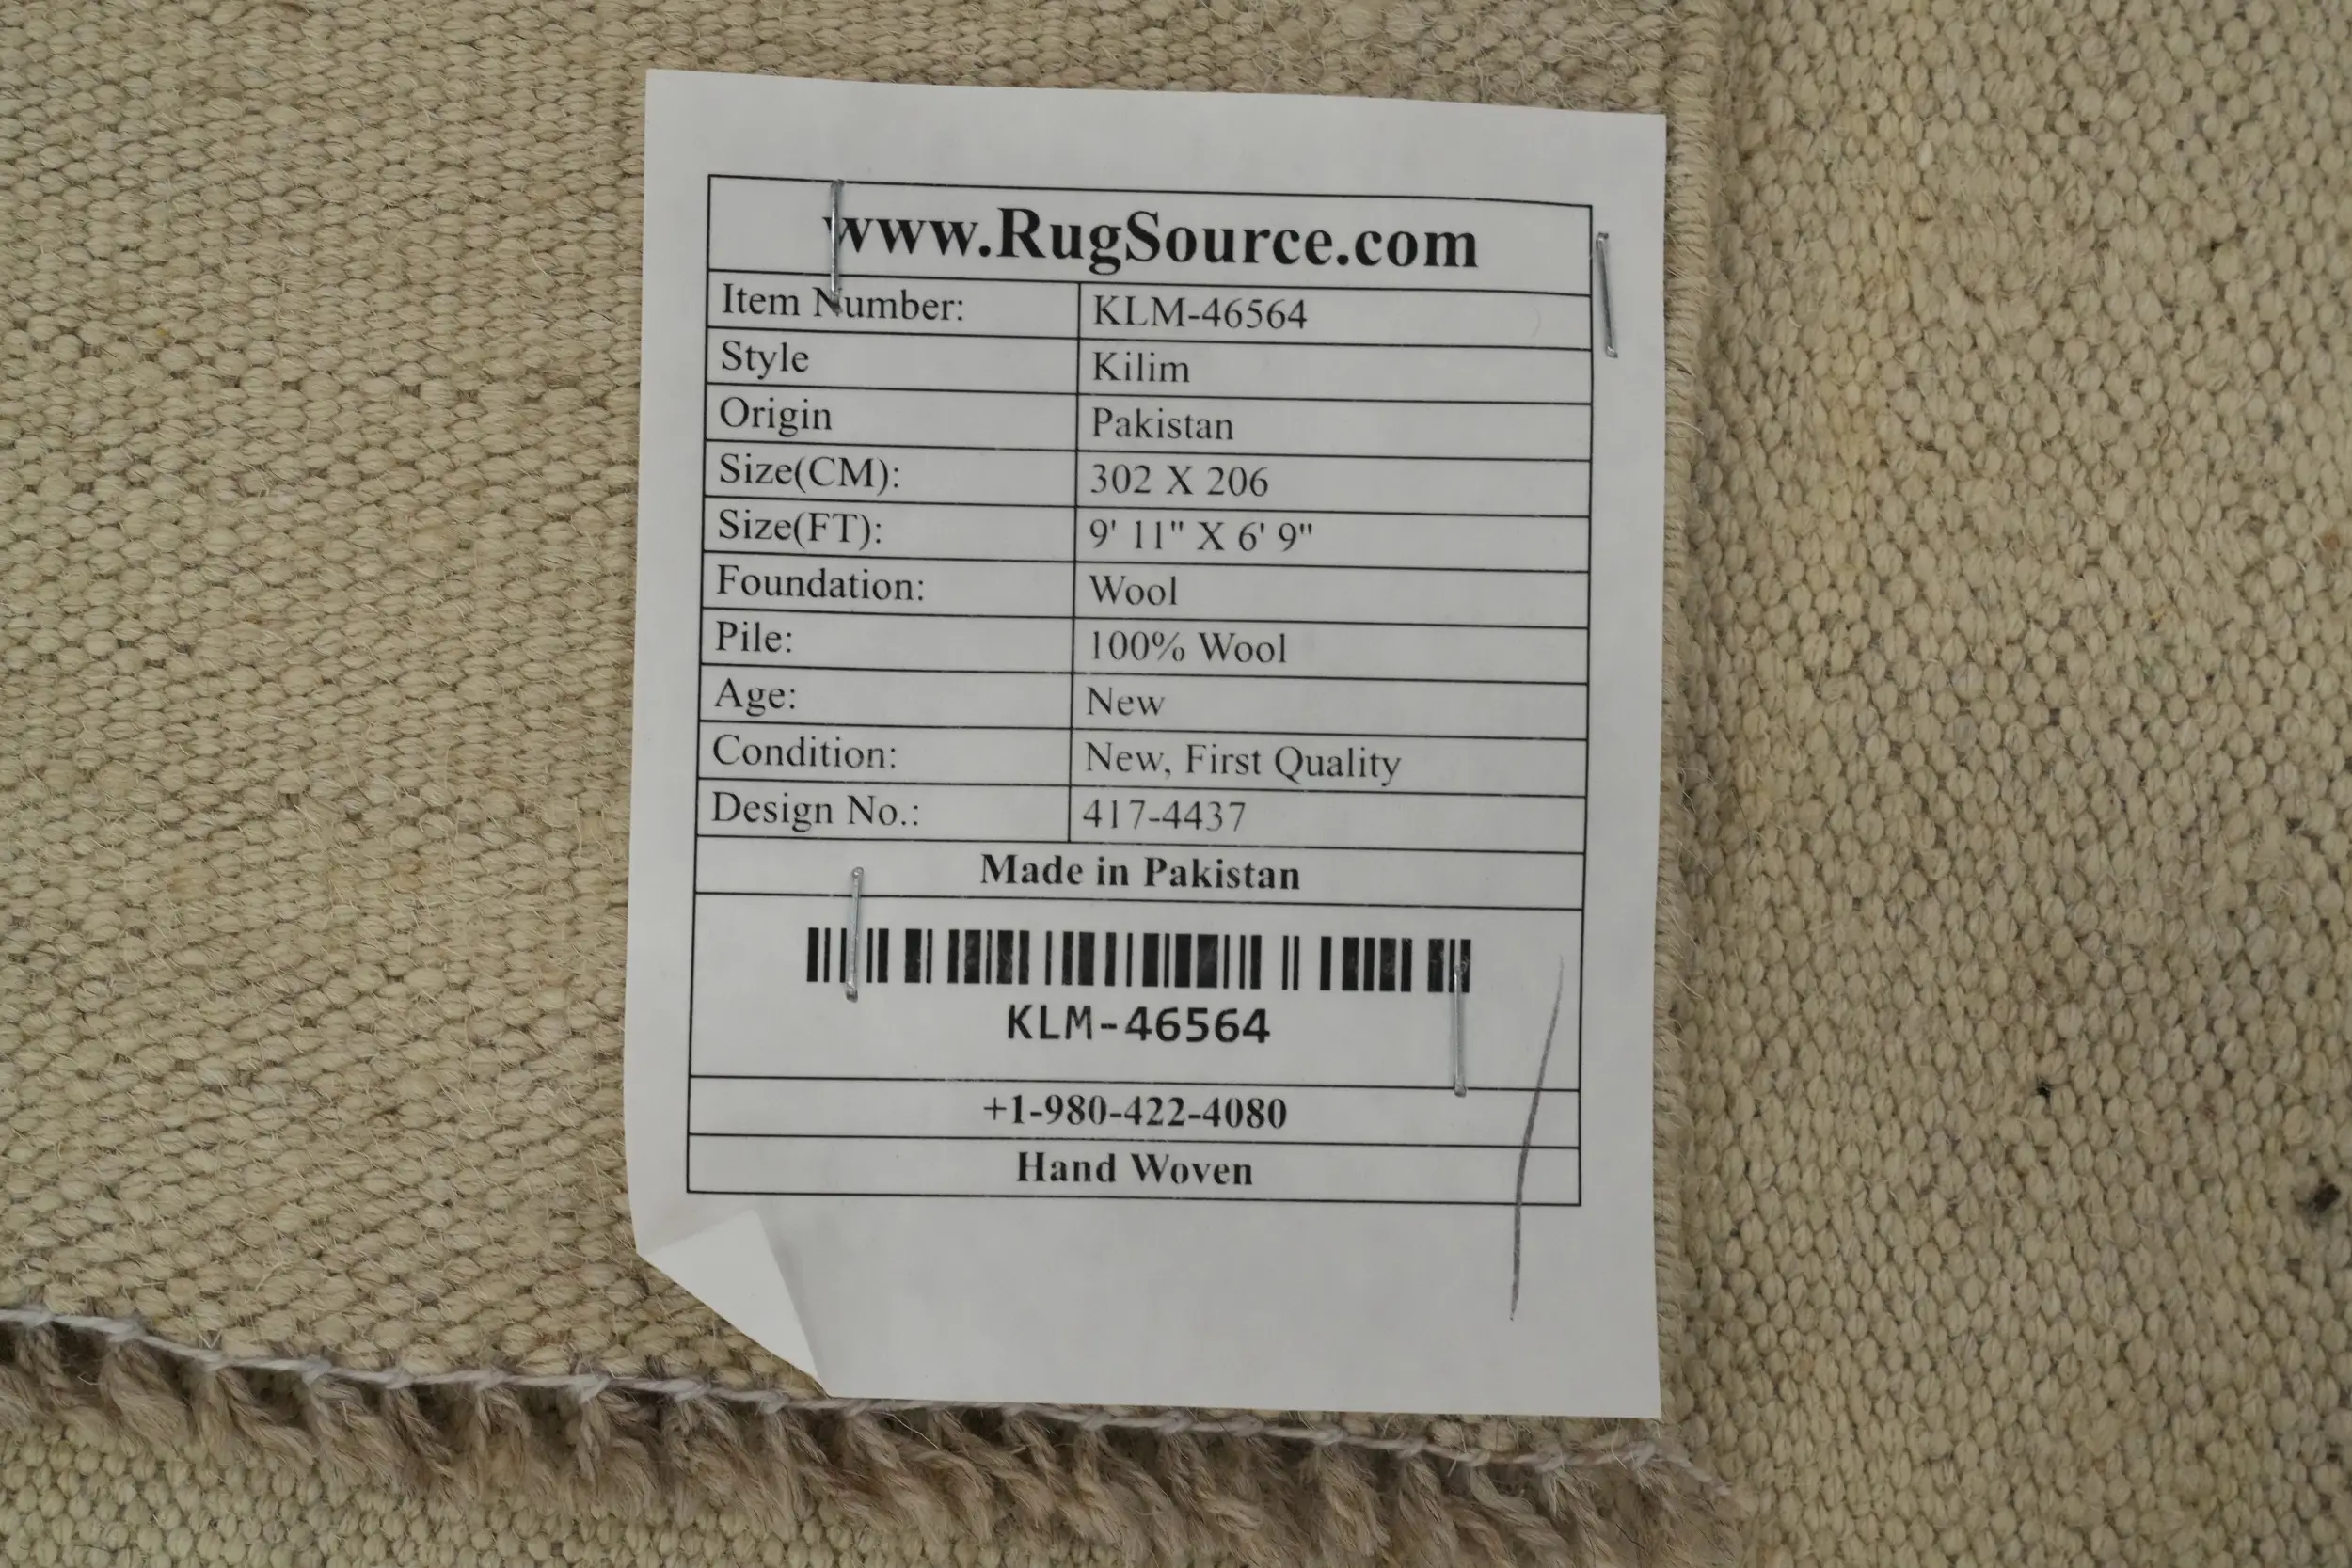 www.RugSource.com
Item Number: KLM-46564
Style Kilim
Origin Pakistan
Size(CM): 302 X 206
Size(FT): 9' 11" X 6' 9"
Foundation: Wool
Pile: 100% Wool
Age: New
Condition: New, First Quality
Design No.: 417-4437
Made in Pakistan
KLM-46564
+1-980-422-4080
Hand Woven